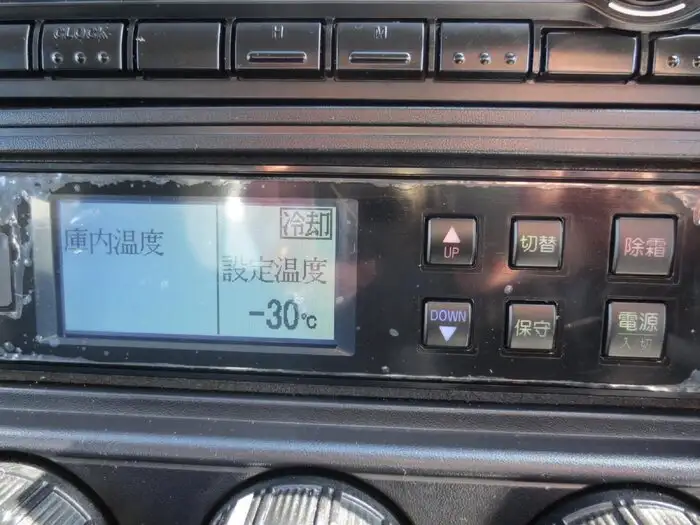 CLOCK
H
M
庫内温度
冷却
設定温度
-30℃
▲
UP
切替
除霜
DOWN
▼
保守
電源
入 切